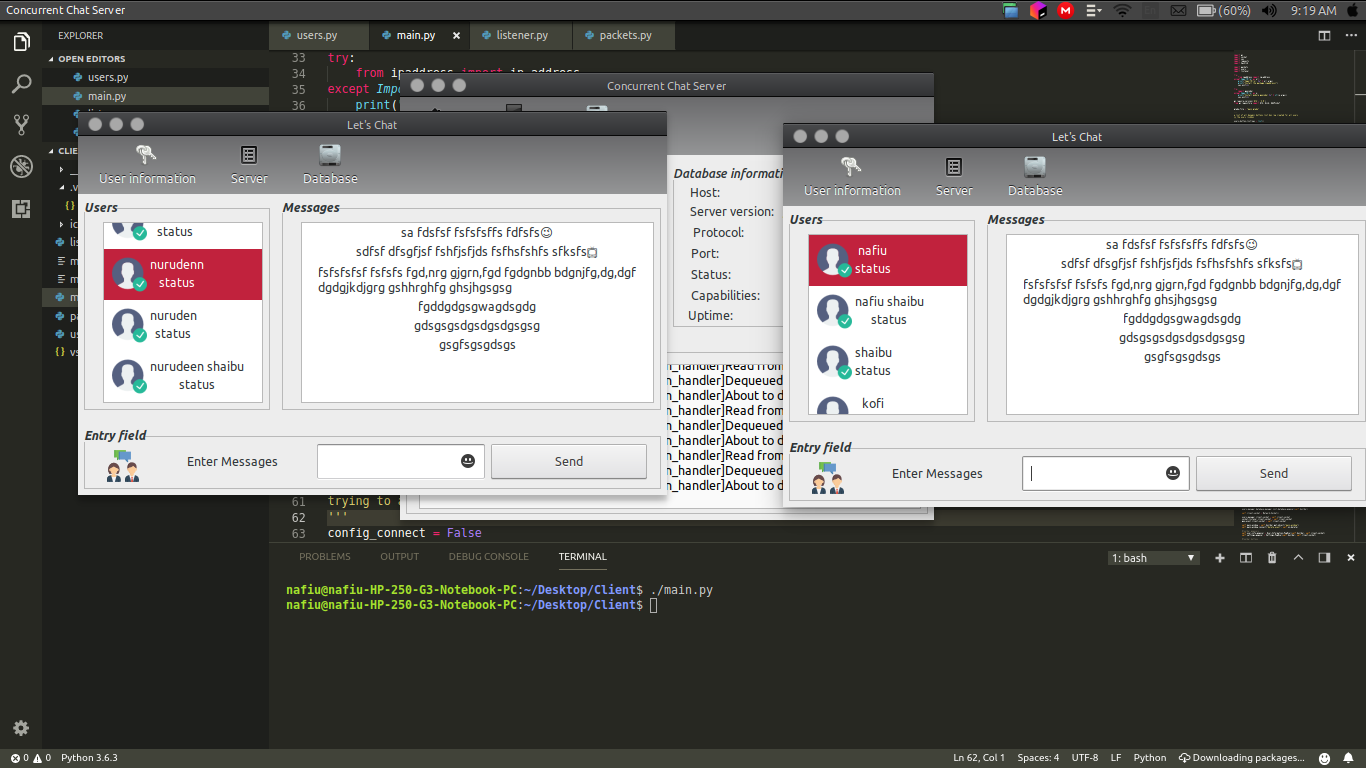 Concurrent Chat Server
(60%)
9:19 AM
EXPLORER
OPEN EDITORS
users.py
main.py
users.py
main.py
listener.py
packets.py
33 try:
34 from ipaddress import ip_address
35 except
36 print(
Concurrent Chat Server
Database
Host:
Server version:
Protocol:
Port:
Status:
Capabilities:
Uptime:
n_handler]Read from
n_handler]Dequeued
n_handler]About to d
n_handler]Read from
n_handler]Dequeued
n_handler]About to d
n_handler]Read from
n_handler]Dequeued
n_handler]About to d
Let's Chat
User information
Server
Database
Users
status
nurudenn
status
nuruden
status
nurudeen shaibu
status
Messages
sa fdsfsf fsfsfsffs fdfsfs😉
sdfsf dfsgfjsf fshfjsfjds fsfhsfshfs sfksfs
fsfsfsfsf fsfsfs fgd,nrg gjgrn,fgd fgdgnbb bdgnjfg,dg,dgf
dgdgjkdjgrg gshhrghfg ghsjhgsgsg
fgddgdgsgwagdsgdg
gdsgsgsdgsdgsdgsgsg
gsgfsgsgdsgs
Entry field
Enter Messages
Send
Let's Chat
User information
Server
Database
Users
nafiu
status
nafiu shaibu
status
shaibu
status
kofi
Messages
sa fdsfsf fsfsfsffs fdfsfs😉
sdfsf dfsgfjsf fshfjsfjds fsfhsfshfs sfksfs
fsfsfsfsf fsfsfs fgd,nrg gjgrn,fgd fgdgnbb bdgnjfg,dg,dgf
dgdgjkdjgrg gshhrghfg ghsjhgsgsg
fgddgdgsgwagdsgdg
gdsgsgsdgsdgsdgsgsg
gsgfsgsgdsgs
Entry field
Enter Messages
Send
61 trying to
62 '''
63 config_connect = False
PROBLEMS
OUTPUT
DEBUG CONSOLE
TERMINAL
1: bash
nafiu@nafiu-HP-250-G3-Notebook-PC:~/Desktop/Client$ ./main.py
nafiu@nafiu-HP-250-G3-Notebook-PC:~/Desktop/Client$
0 0 Python 3.6.3
Ln 62, Col 1
Spaces: 4
UTF-8
LF
Python
Downloading packages...